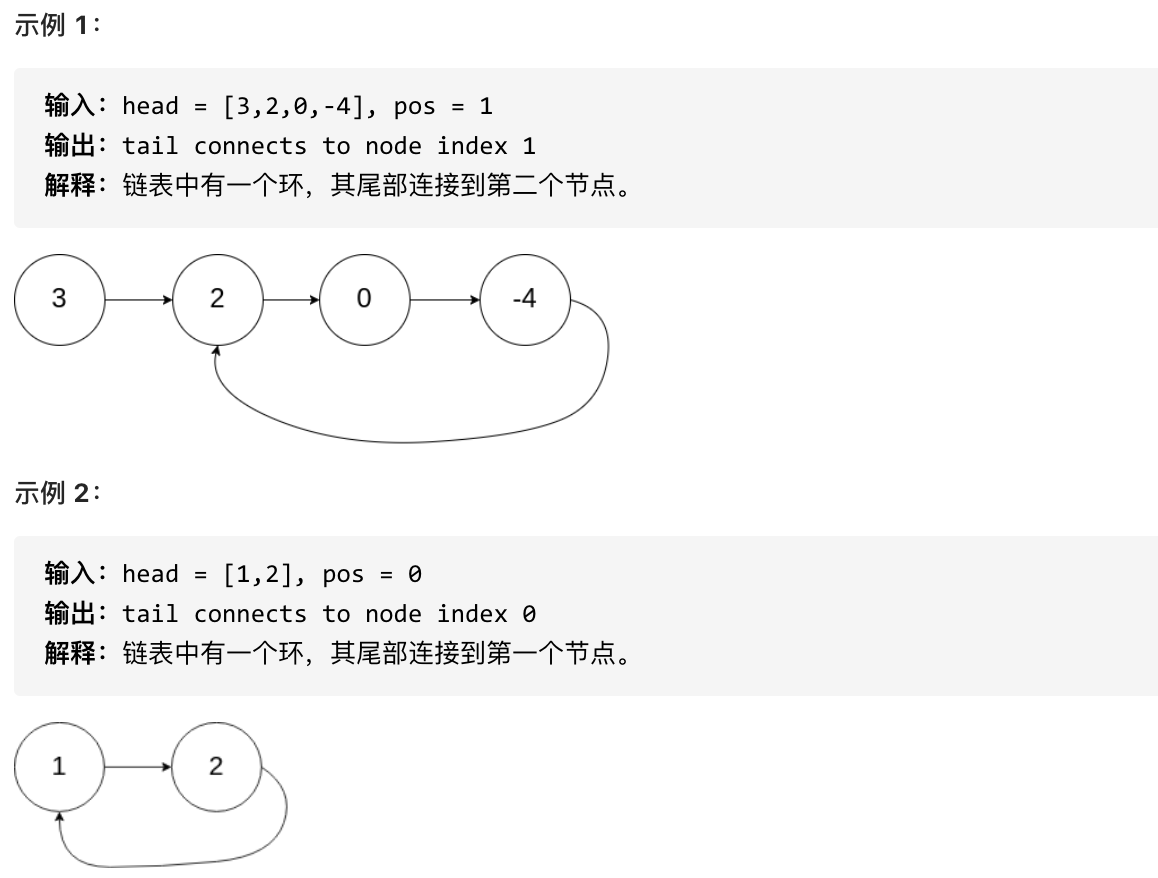 示例 1：
输入：head = [3,2,0,-4], pos = 1
输出：tail connects to node index 1
解释：链表中有一个环，其尾部连接到第二个节点。
3
2
0
-4
示例 2：
输入：head = [1,2], pos = 0
输出：tail connects to node index 0
解释：链表中有一个环，其尾部连接到第一个节点。
1
2